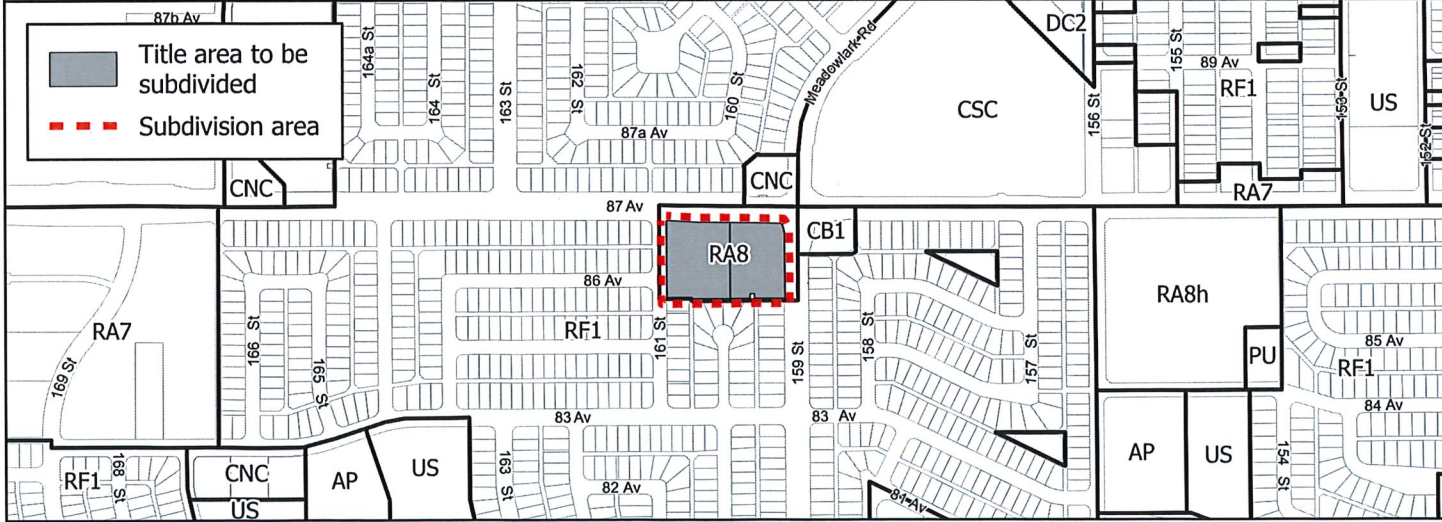 87b Av
Title area to be
subdivided
Subdivision area
164a St
164 St
163 St
162 St
160 St
87a Av
Meadowlark Rd
CSC
DC2
156 St
155 St
89 Av
RF1
153 St
US
152 St
CNC
CNC
RA7
87 Av
RA8
CB1
86 Av
RA7
169 St
166 St
165 St
RF1
161 St
159 St
158 St
157 St
RA8h
PU
85 Av
RF1
84 Av
83 Av
83 Av
RF1
168 St
CNC
US
AP
US
163 St
82 Av
81 Av
AP
US
154 St